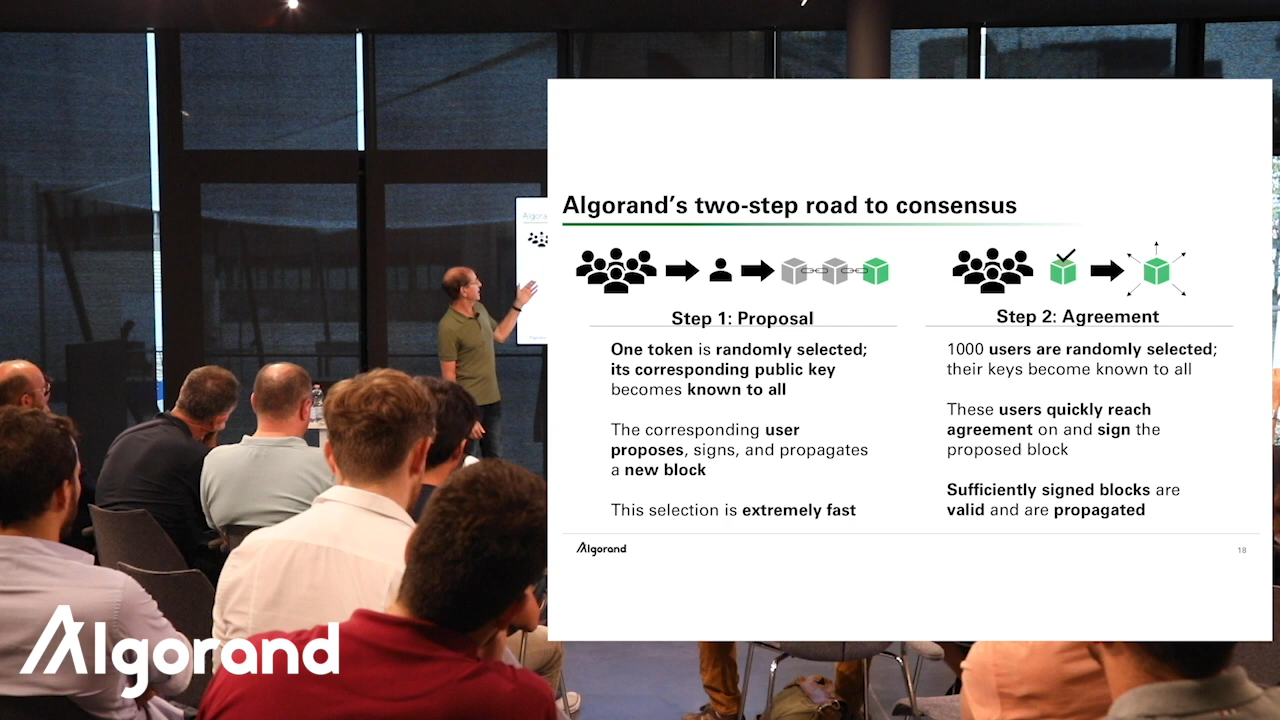 Algorand's two-step road to consensus
Step 1: Proposal
One token is randomly selected;
its corresponding public key
becomes known to all
The corresponding user
proposes, signs, and propagates
a new block
This selection is extremely fast
Step 2: Agreement
1000 users are randomly selected;
their keys become known to all
These users quickly reach
agreement on and sign the
proposed block
Sufficiently signed blocks are
valid and are propagated
Algorand
18
Algora
Algorand